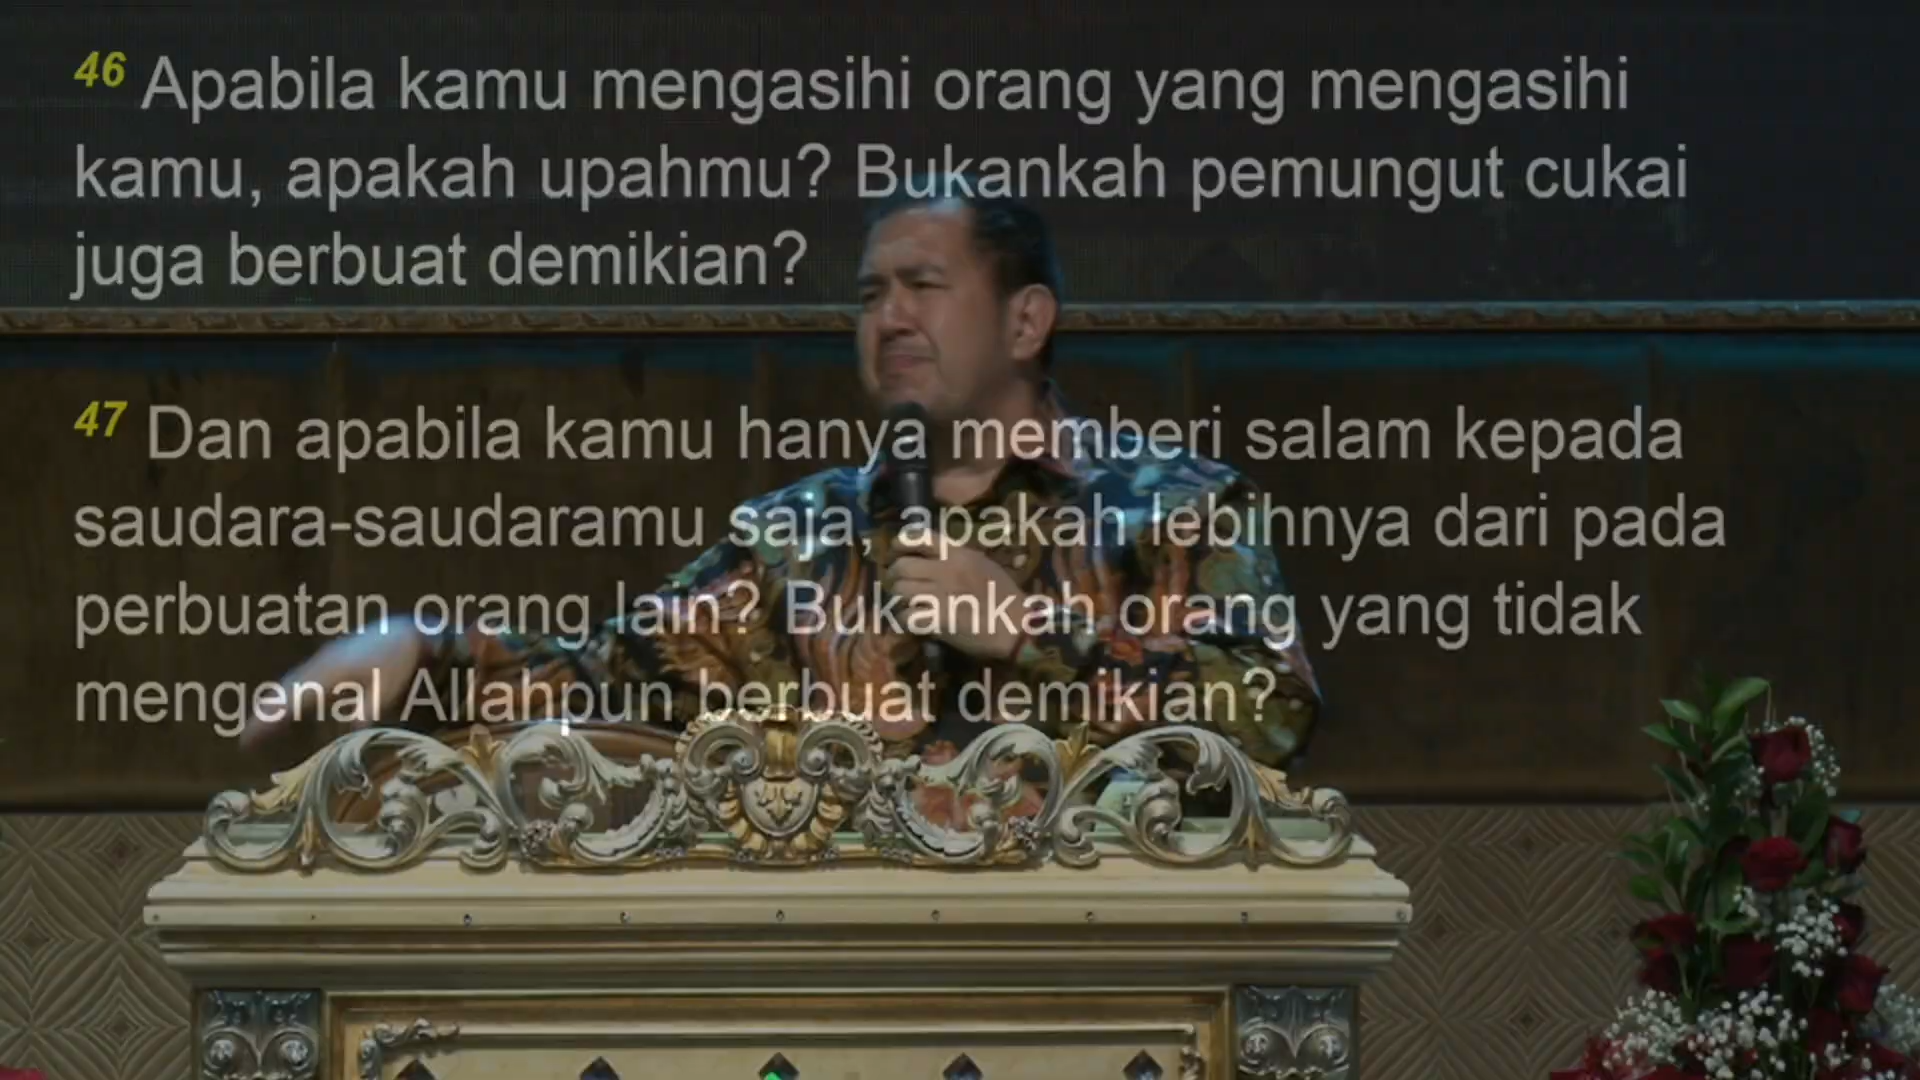 46 Apabila kamu mengasihi orang yang mengasihi
kamu, apakah upahmu? Bukankah pemungut cukai
juga berbuat demikian?
47 Dan apabila kamu hanya memberi salam kepada
saudara-saudaramu saja, apakah lebihnya dari pada
perbuatan orang lain? Bukankah orang yang tidak
mengenal Allahpun berbuat demikian?